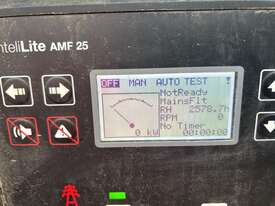 InteliLite AMF 25
OFF MAN AUTO TEST
NotReady
MainsFlt
RH 2578.7h
RPM 0
No Timer
0 kW 00:00:00